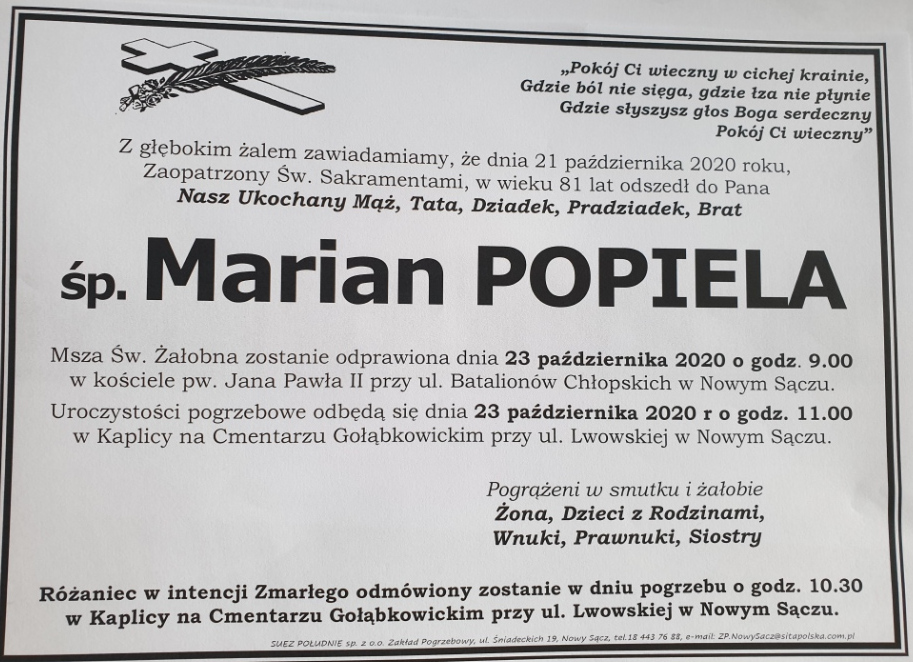 „Pokój Ci wieczny w cichej krainie,
Gdzie ból nie sięga, gdzie łza nie płynie
Gdzie słyszysz głos Boga serdeczny
Pokój Ci wieczny”
Z głębokim żalem zawiadamiamy, że dnia 21 października 2020 roku,
Zaopatrzony Św. Sakramentami, w wieku 81 lat odszedł do Pana
Nasz Ukochany Mąż, Tata, Dziadek, Pradziadek, Brat
śp. Marian POPIELA
Msza Św. Żałobna zostanie odprawiona dnia 23 października 2020 o godz. 9.00
w kościele pw. Jana Pawła II przy ul. Batalionów Chłopskich w Nowym Sączu.
Uroczystości pogrzebowe odbędą się dnia 23 października 2020 r o godz. 11.00
w Kaplicy na Cmentarzu Gołąbkowickim przy ul. Lwowskiej w Nowym Sączu.
Pogrążeni w smutku i żałobie
Żona, Dzieci z Rodzinami,
Wnuki, Prawnuki, Siostry
Różaniec w intencji Zmarłego odmówiony zostanie w dniu pogrzebu o godz. 10.30
w Kaplicy na Cmentarzu Gołąbkowickim przy ul. Lwowskiej w Nowym Sączu.
SUEZ POŁUDNIE sp. z o.o. Zakład Pogrzebowy, ul. Śniadeckich 19, Nowy Sącz, tel.18 443 76 88, e-mail: ZP.NowySacz@sitapolska.com.pl